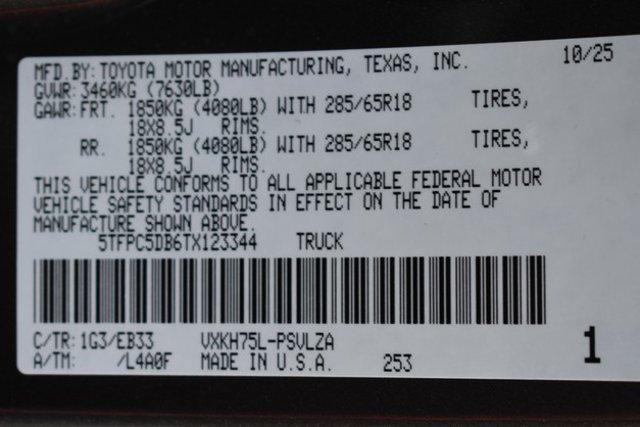 MFD.BY: TOYOTA MOTOR MANUFACTURING, TEXAS, INC. 10/25
GVWR: 3460KG (7630LB)
GAWR: FRT. 1850KG (4080LB) WITH 285/65R18 TIRES,
18X8.5J RIMS.
RR. 1850KG (4080LB) WITH 285/65R18 TIRES,
18X8.5J RIMS.
THIS VEHICLE CONFORMS TO ALL APPLICABLE FEDERAL MOTOR
VEHICLE SAFETY STANDARDS IN EFFECT ON THE DATE OF
MANUFACTURE SHOWN ABOVE.
5TFPC5DB6TX123344 TRUCK
C/TR: 1G3/EB33 VXKH75L-PSVLZA
A/TM: /L4A0F MADE IN U.S.A. 253 1